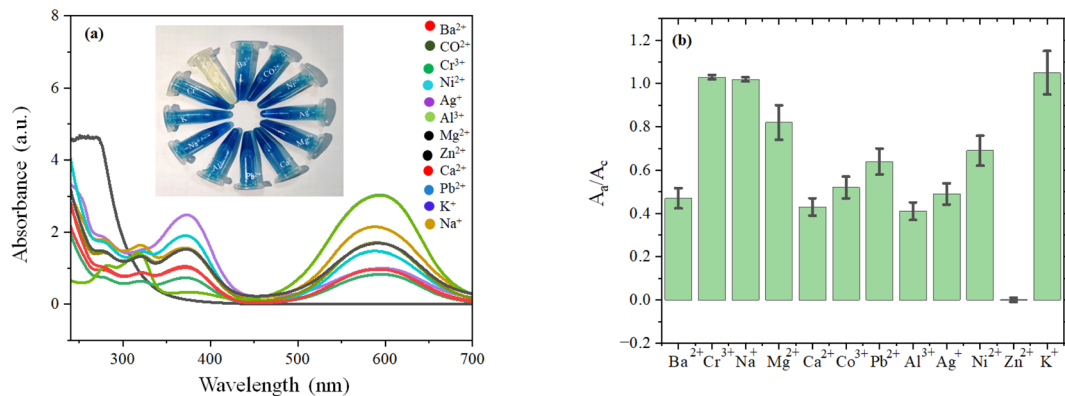 (a)
Absorbance (a.u.)
8
6
4
2
0
300
400
500
600
700
Wavelength (nm)
Ba²⁺
CO²⁺
Cr³⁺
Ni²⁺
Ag⁺
Al³⁺
Mg²⁺
Zn²⁺
Ca²⁺
Pb²⁺
K⁺
Na⁺
(b)
Aₐ/A꜀
1.2
1.0
0.8
0.6
0.4
0.2
0.0
−0.2
Ba²⁺ Cr³⁺ Na⁺ Mg²⁺ Ca²⁺ Co³⁺ Pb²⁺ Al³⁺ Ag⁺ Ni²⁺ Zn²⁺ K⁺